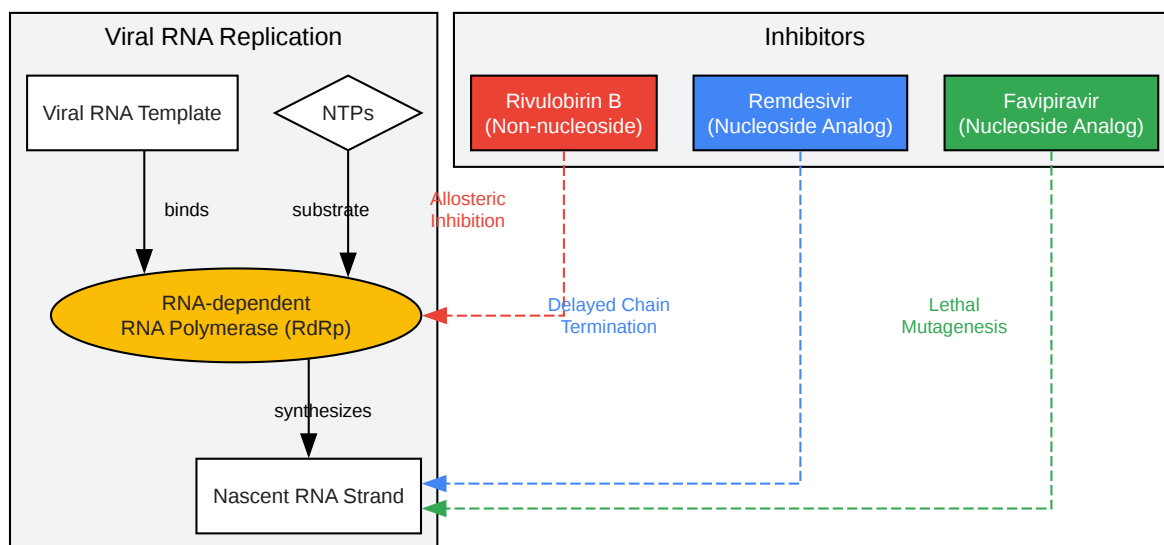 Viral RNA Replication
Inhibitors
Viral RNA Template
NTPs
Rivulobirin B
(Non-nucleoside)
Remdesivir
(Nucleoside Analog)
Favipiravir
(Nucleoside Analog)
binds
substrate
Allosteric
Inhibition
RNA-dependent
RNA Polymerase (RdRp)
Delayed Chain
Termination
Lethal
Mutagenesis
synthesizes
Nascent RNA Strand